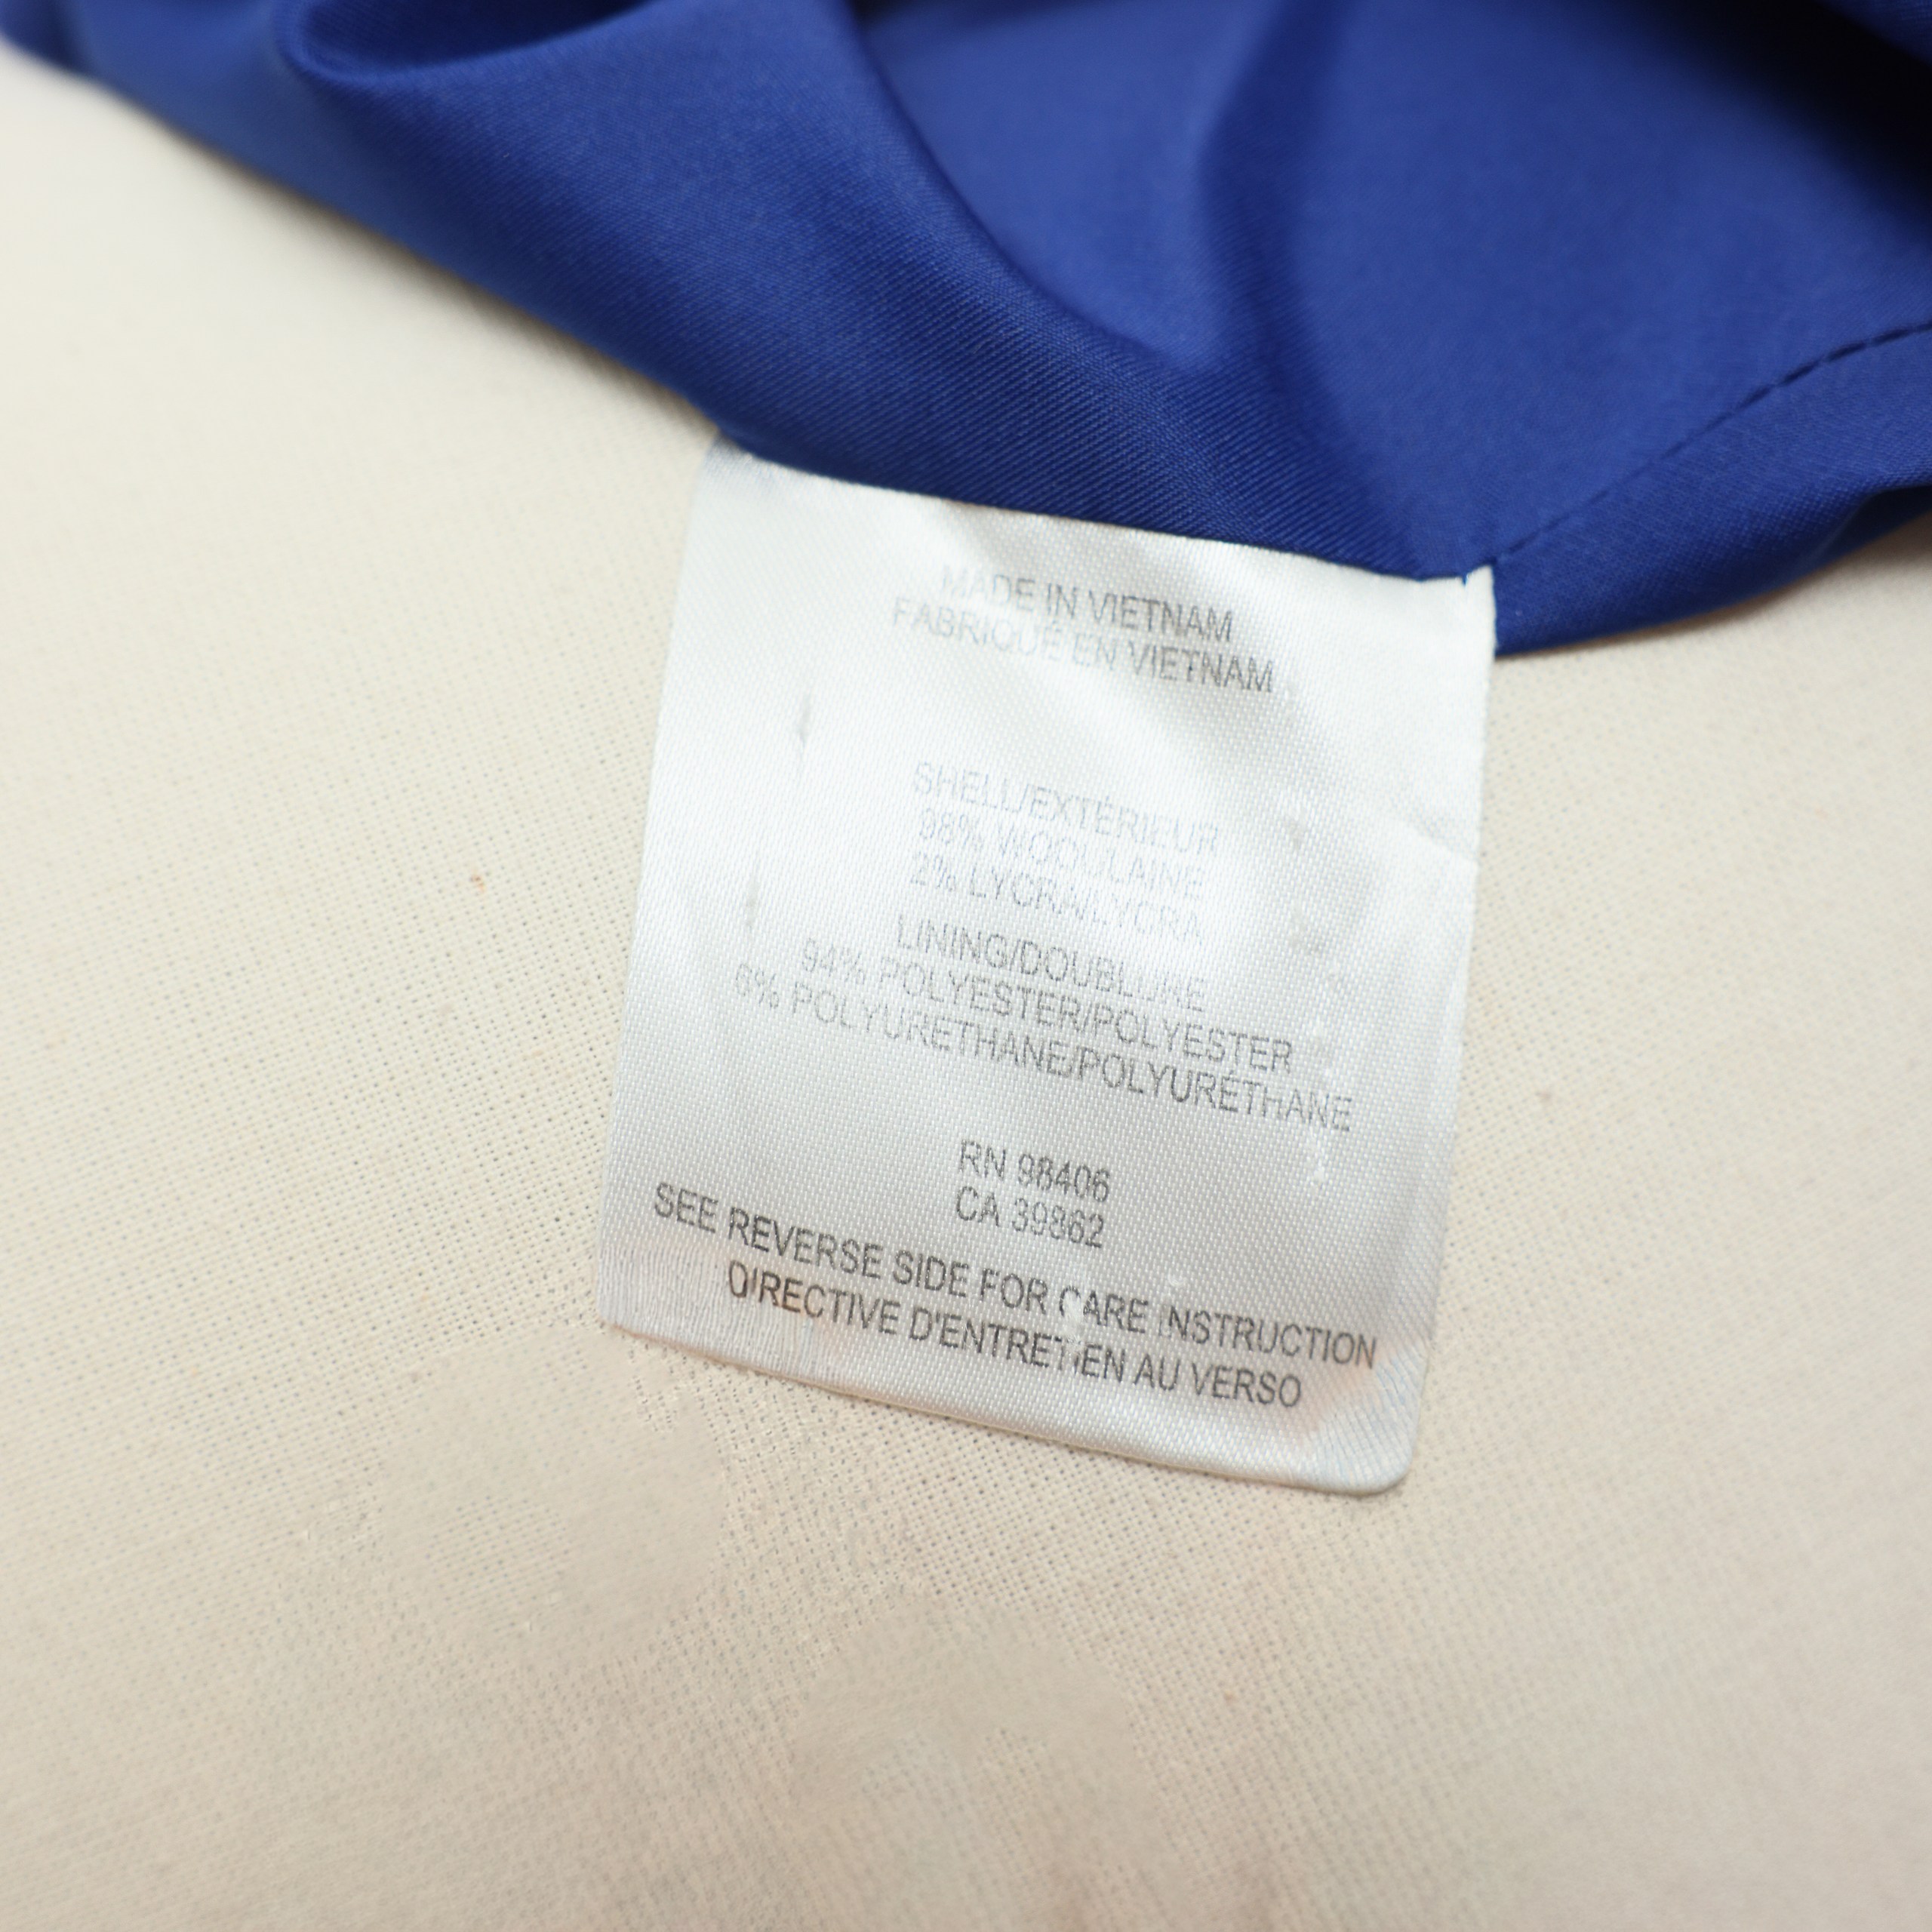 MADE IN VIETNAM
FABRIQUÉ EN VIETNAM
SHELL/EXTÉRIEUR
98% WOOL/LAINE
2% LYCRA/LYCRA
LINING/DOUBLURE
94% POLYESTER/POLYESTER
6% POLYURETHANE/POLYURÉTHANE
RN 98406
CA 39862
SEE REVERSE SIDE FOR CARE INSTRUCTION
DIRECTIVE D'ENTRETIEN AU VERSO